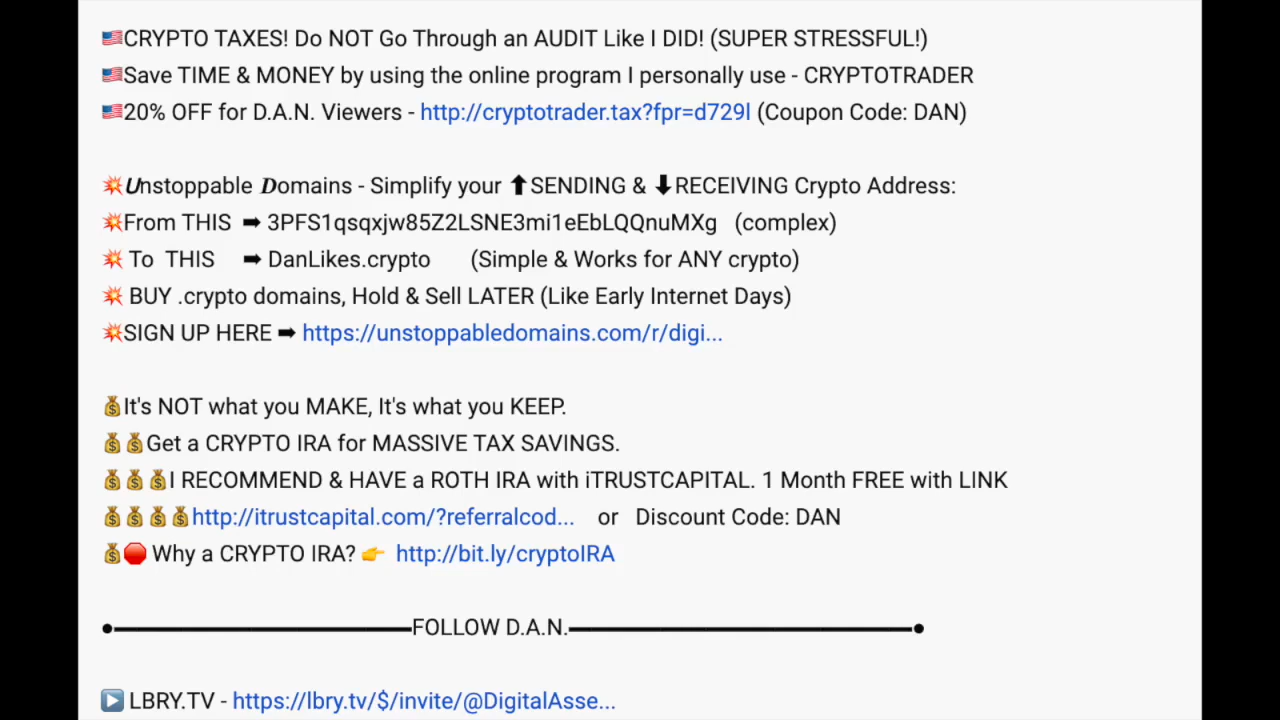 🇺🇸CRYPTO TAXES! Do NOT Go Through an AUDIT Like I DID! (SUPER STRESSFUL!)
🇺🇸Save TIME & MONEY by using the online program I personally use - CRYPTOTRADER
🇺🇸20% OFF for D.A.N. Viewers - http://cryptotrader.tax?fpr=d729l (Coupon Code: DAN)
💥𝙐nstoppable 𝑫omains - Simplify your ⬆SENDING & ⬇RECEIVING Crypto Address:
💥From THIS ➡ 3PFS1qsqxjw85Z2LSNE3mi1eEbLQQnuMXg (complex)
💥 To THIS ➡ DanLikes.crypto (Simple & Works for ANY crypto)
💥 BUY .crypto domains, Hold & Sell LATER (Like Early Internet Days)
💥SIGN UP HERE ➡ https://unstoppabledomains.com/r/digi...
💰It's NOT what you MAKE, It's what you KEEP.
💰💰Get a CRYPTO IRA for MASSIVE TAX SAVINGS.
💰💰💰I RECOMMEND & HAVE a ROTH IRA with iTRUSTCAPITAL. 1 Month FREE with LINK
💰💰💰💰http://itrustcapital.com/?referralcod... or Discount Code: DAN
💰🛑 Why a CRYPTO IRA? 👉 http://bit.ly/cryptoIRA
●▬▬▬▬▬▬▬▬▬▬FOLLOW D.A.N.▬▬▬▬▬▬▬▬▬▬●
▶️ LBRY.TV - https://lbry.tv/$/invite/@DigitalAsse...